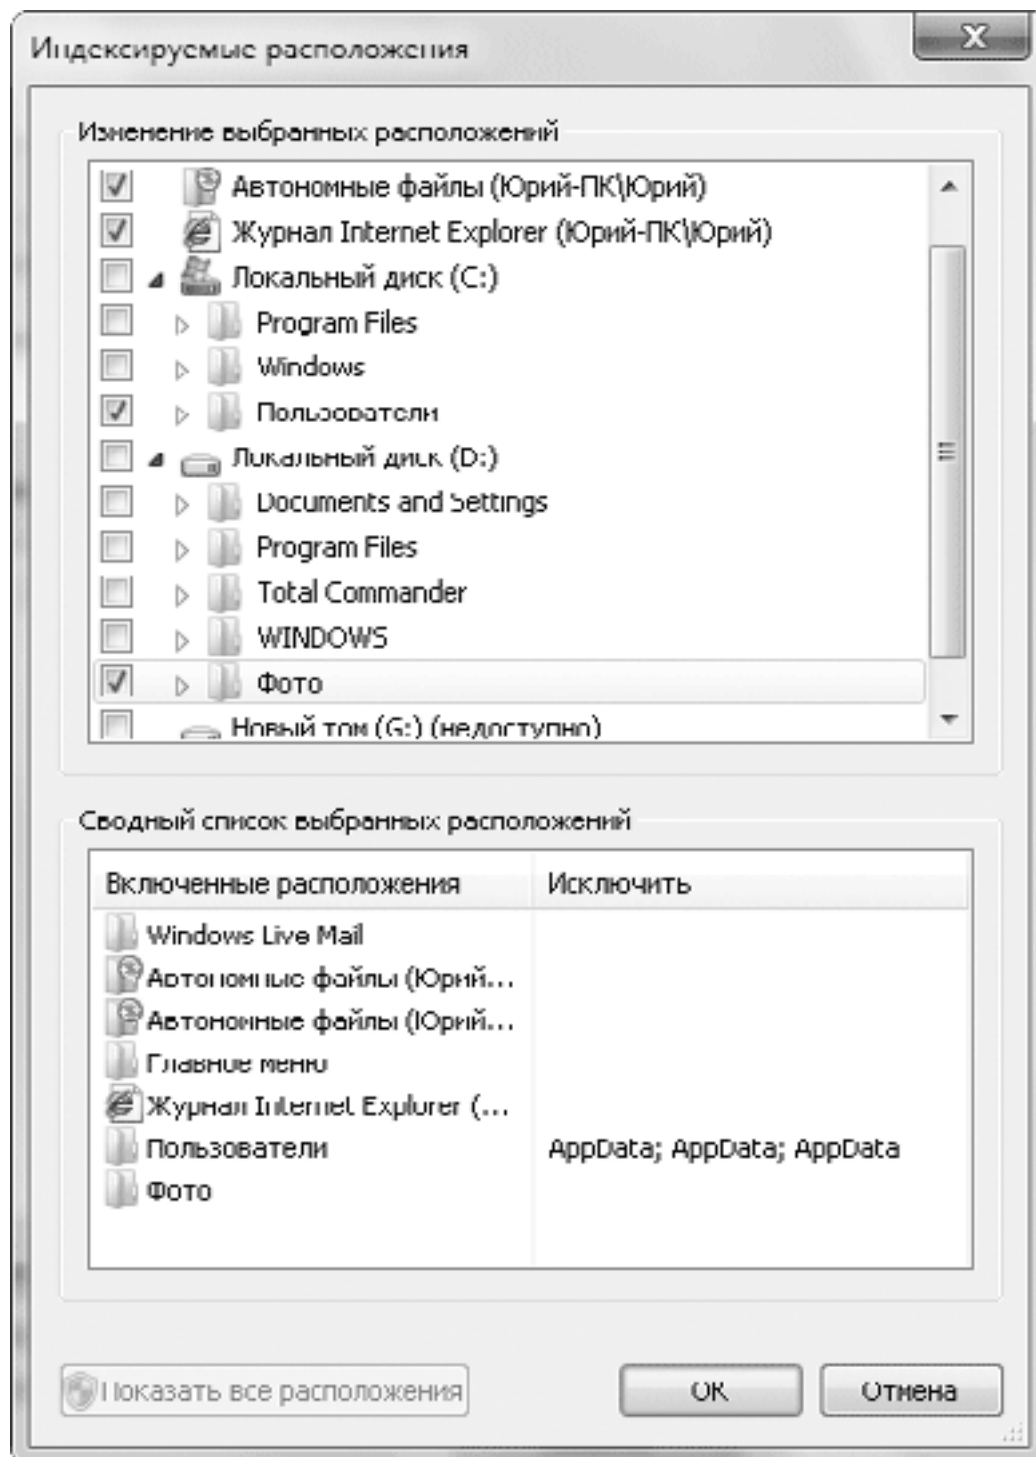 Индексируемые расположения
Изменение выбранных расположений
Автономные файлы (Юрий-ПК\Юрий)
Журнал Internet Explorer (Юрий-ПК\Юрий)
Локальный диск (C:)
Program Files
Windows
Пользователи
Локальный диск (D:)
Documents and Settings
Program Files
Total Commander
WINDOWS
Фото
Новый том (G:) (недоступно)
Сводный список выбранных расположений
Включенные расположения Исключить
Windows Live Mail
Автономные файлы (Юрий...
Автономные файлы (Юрий...
Главное меню
Журнал Internet Explorer (...
Пользователи AppData; AppData; AppData
Фото
Показать все расположения ОК Отмена